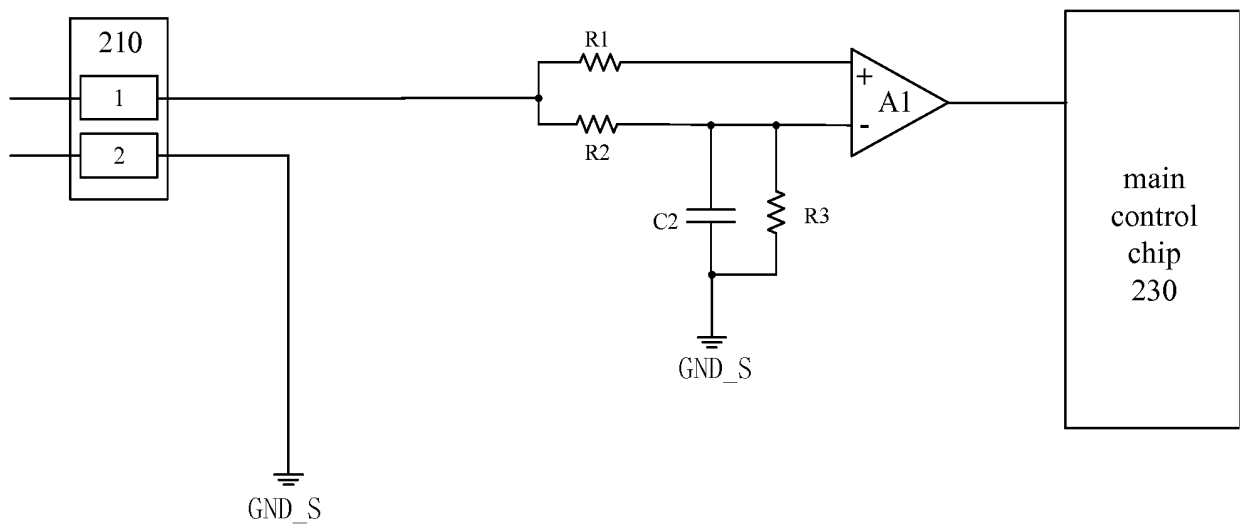 210
1
2
GND_S
R1
R2
C2
R3
GND_S
+
A1
-
main
control
chip
230